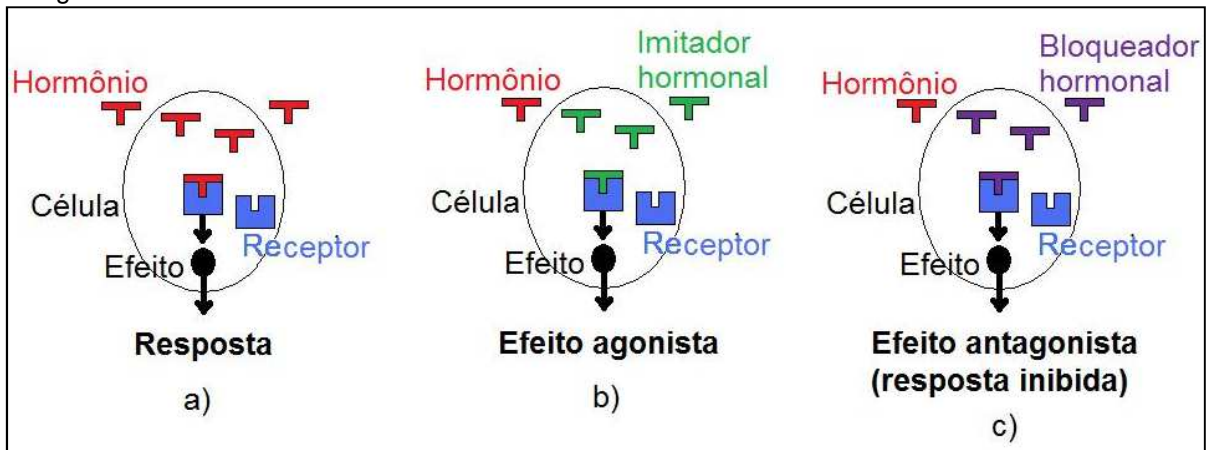 Hormônio
Célula
Receptor
Efeito
Resposta
a)
Hormônio
Imitador
hormonal
Célula
Receptor
Efeito
Efeito agonista
b)
Hormônio
Bloqueador
hormonal
Célula
Receptor
Efeito
Efeito antagonista
(resposta inibida)
c)